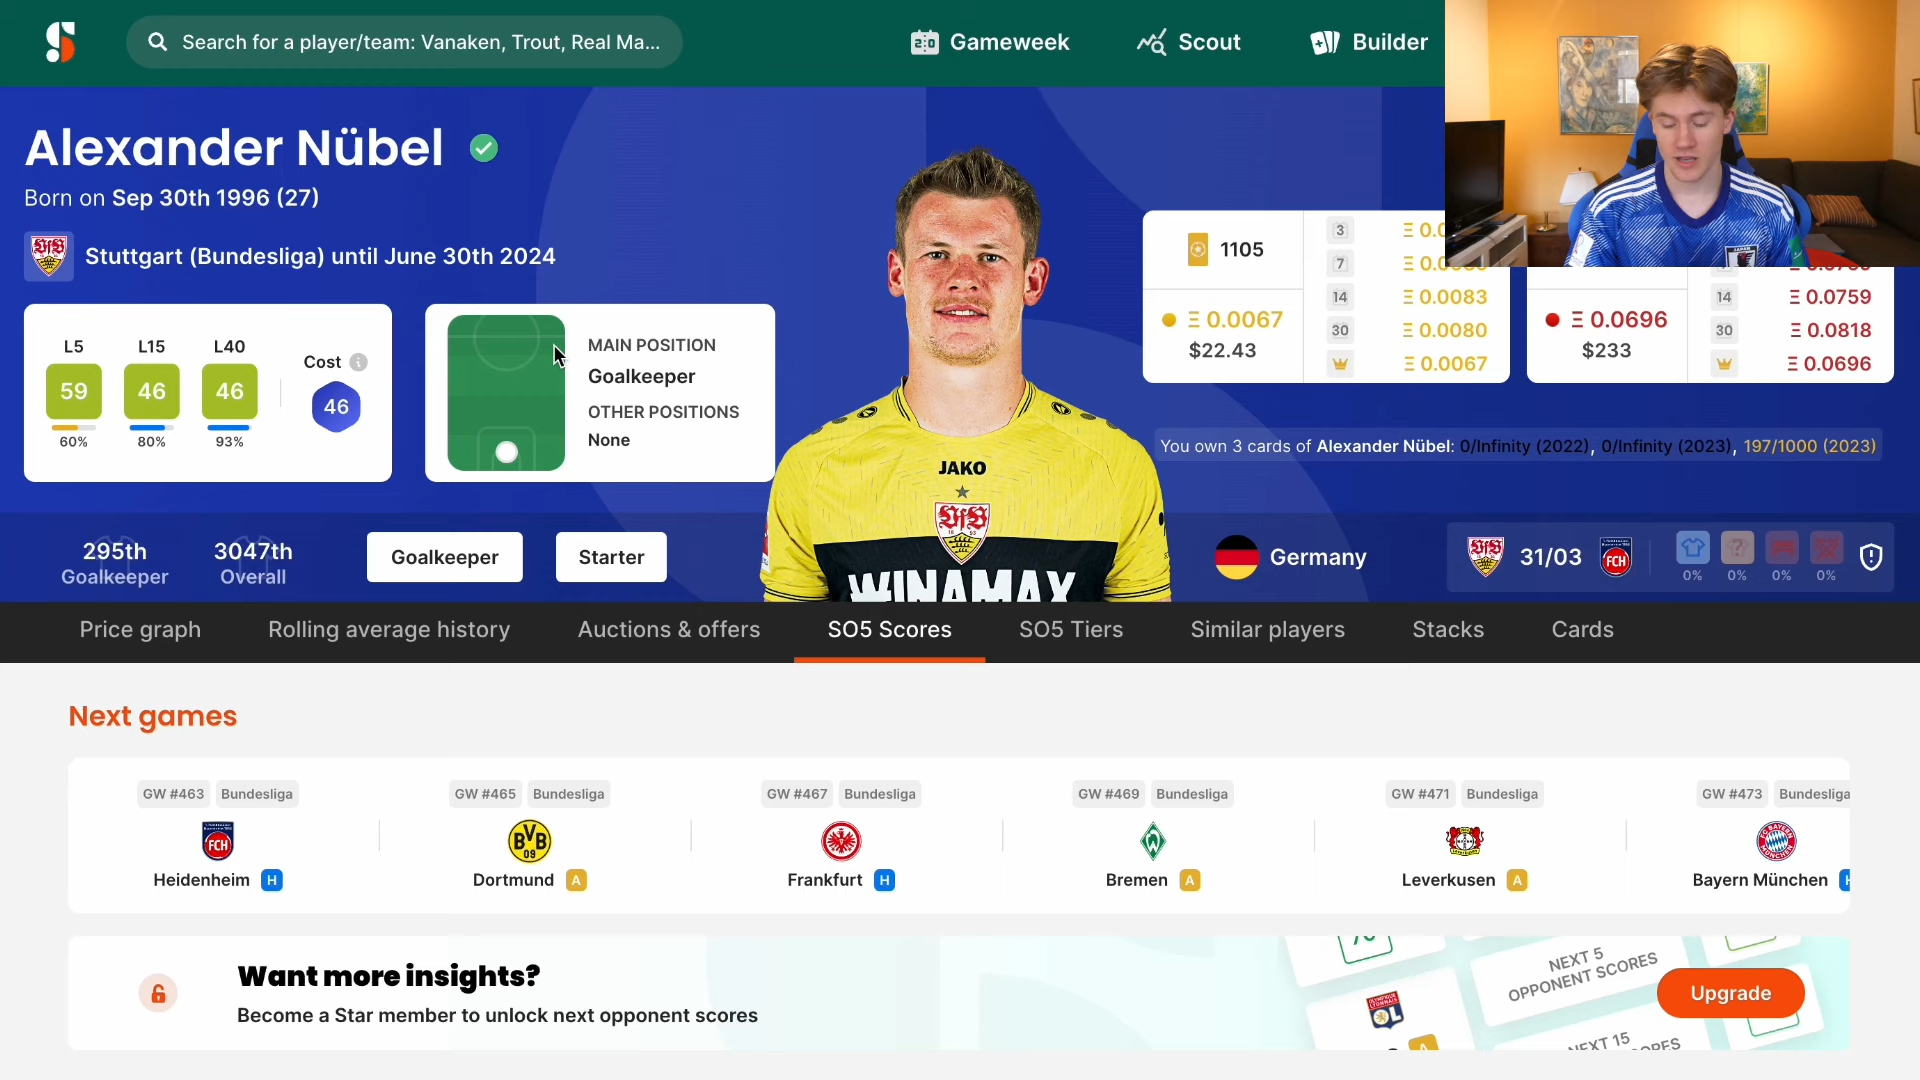 Search for a player/team: Vanaken, Trout, Real Ma...
2:0 Gameweek
Scout
Builder
Alexander Nübel
Born on Sep 30th 1996 (27)
Stuttgart (Bundesliga) until June 30th 2024
L5
L15
L40
Cost
59
46
46
46
60%
80%
93%
MAIN POSITION
Goalkeeper
OTHER POSITIONS
None
JAKO
WINAMAX
1105
Ξ 0.0067
$22.43
3
7
14 Ξ 0.0083
30 Ξ 0.0080
Ξ 0.0067
Ξ 0.0696
$233
14 Ξ 0.0759
30 Ξ 0.0818
Ξ 0.0696
You own 3 cards of Alexander Nübel: 0/Infinity (2022), 0/Infinity (2023), 197/1000 (2023)
295th
Goalkeeper
3047th
Overall
Goalkeeper
Starter
Germany
31/03
FCH
0%
0%
0%
0%
Price graph
Rolling average history
Auctions & offers
SO5 Scores
SO5 Tiers
Similar players
Stacks
Cards
Next games
GW #463 Bundesliga
FCH
Heidenheim H
GW #465 Bundesliga
BVB 09
Dortmund A
GW #467 Bundesliga
Frankfurt H
GW #469 Bundesliga
Bremen A
GW #471 Bundesliga
Leverkusen A
GW #473 Bundesliga
Bayern München H
Want more insights?
Become a Star member to unlock next opponent scores
NEXT 5
OPPONENT SCORES
NEXT 15
Upgrade